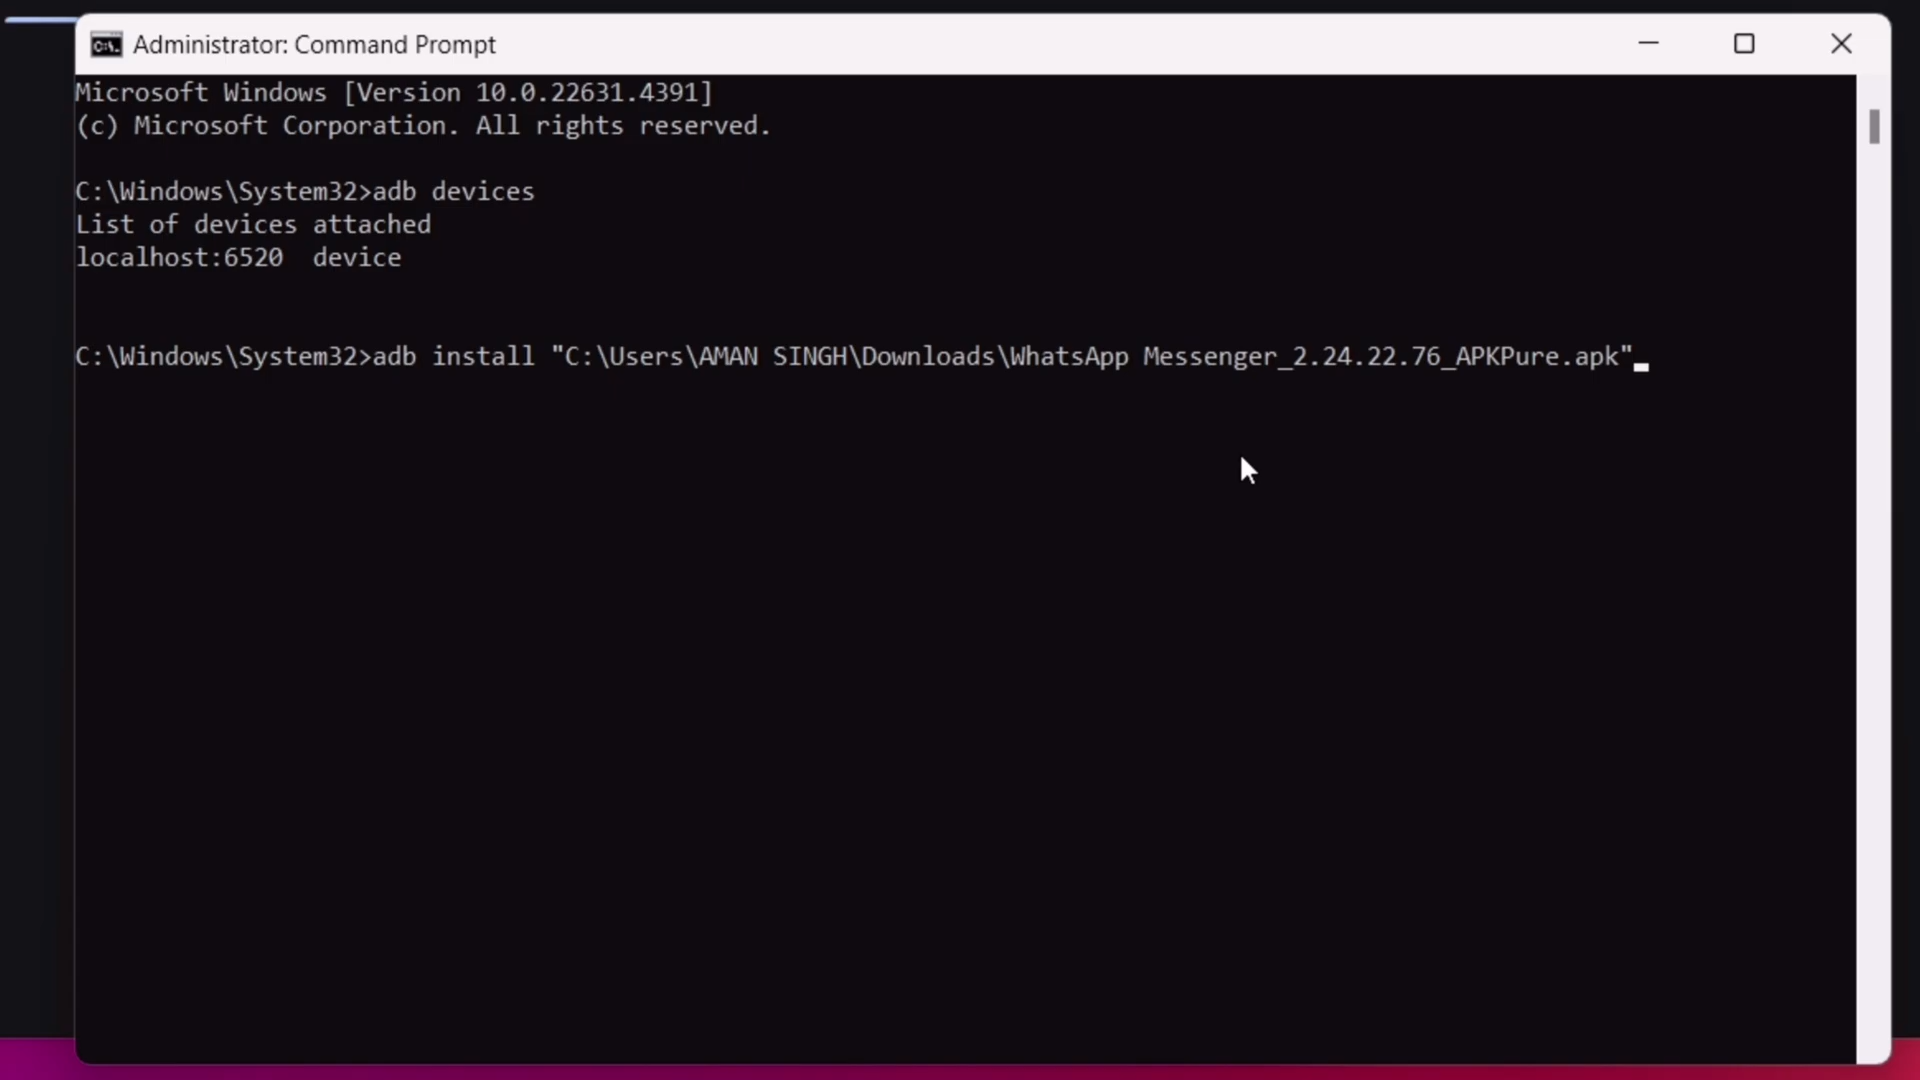 Administrator: Command Prompt
Microsoft Windows [Version 10.0.22631.4391]
(c) Microsoft Corporation. All rights reserved.
C:\Windows\System32>adb devices
List of devices attached
localhost:6520  device
C:\Windows\System32>adb install "C:\Users\AMAN SINGH\Downloads\WhatsApp Messenger_2.24.22.76_APKPure.apk"